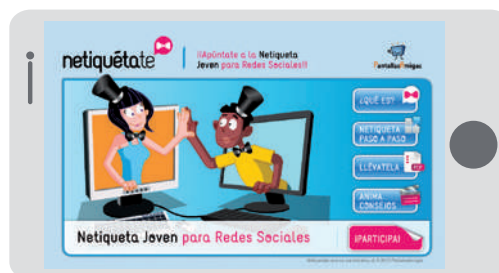 netiquétate
¡¡Apúntate a la Netiqueta
Joven para Redes Sociales!!
PantallasAmigas
¿QUÉ ES?
NETIQUETA
PASO A PASO
LLÉVATELA
ANIMA
CONSEJOS
Netiqueta Joven para Redes Sociales
¡PARTICIPA!